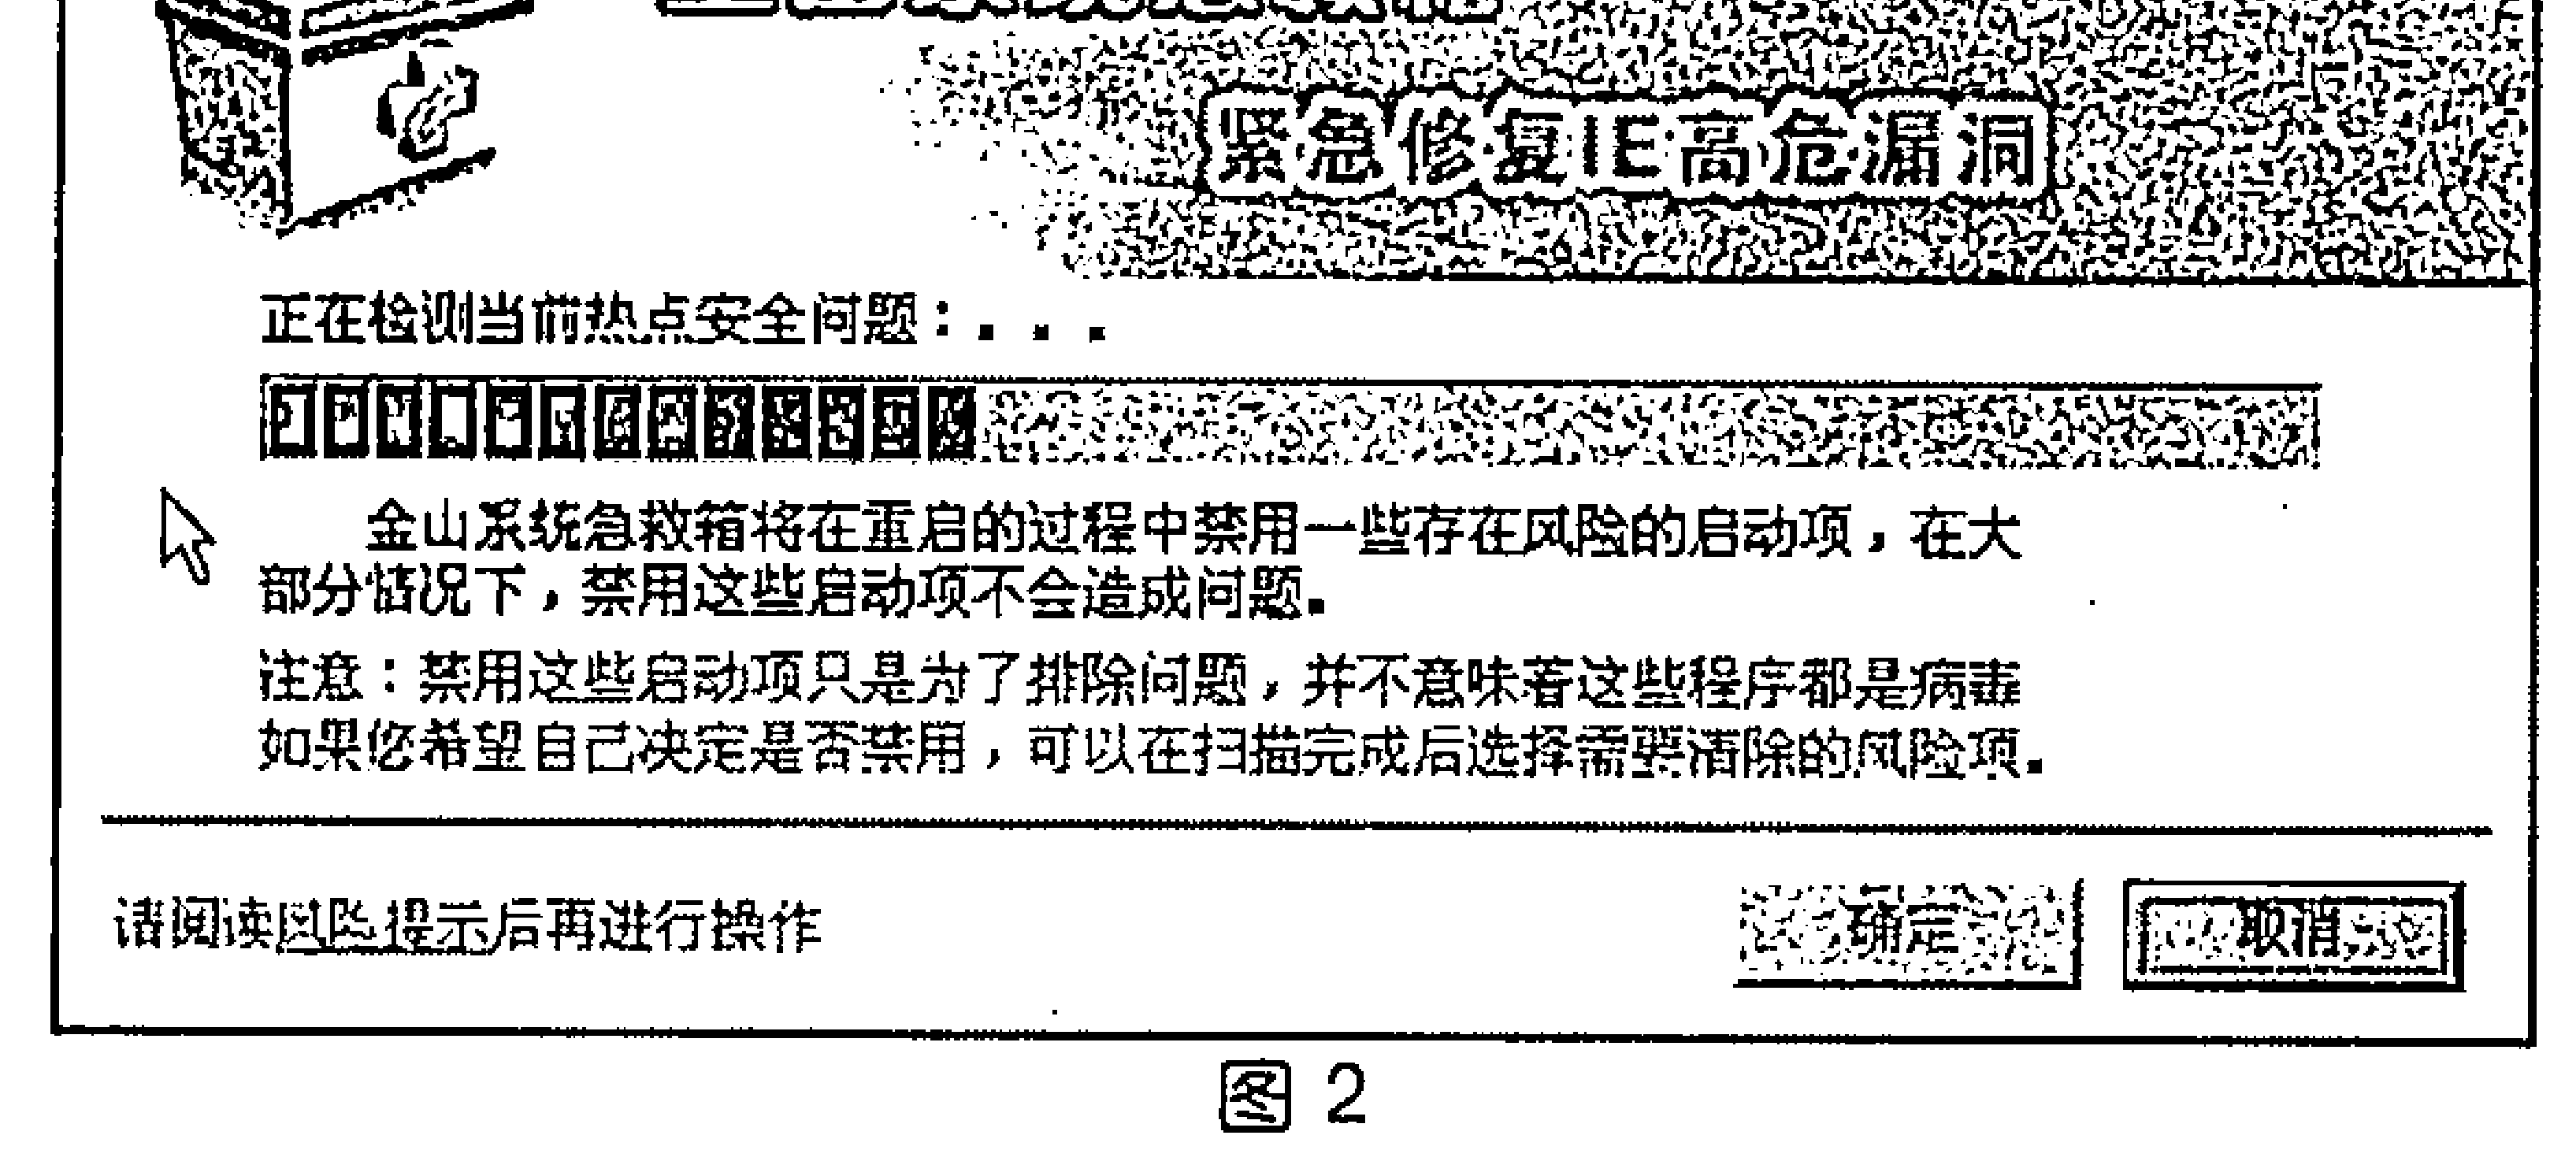 紧急修复IE高危漏洞
正在检测当前热点安全问题：...
金山系统急救箱将在重启的过程中禁用一些存在风险的启动项，在大
部分情况下，禁用这些启动项不会造成问题。
注意：禁用这些启动项只是为了排除问题，并不意味着这些程序都是病毒
如果您希望自己决定是否禁用，可以在扫描完成后选择需要清除的风险项。
请阅读风险提示后再进行操作
确定
取消
图 2